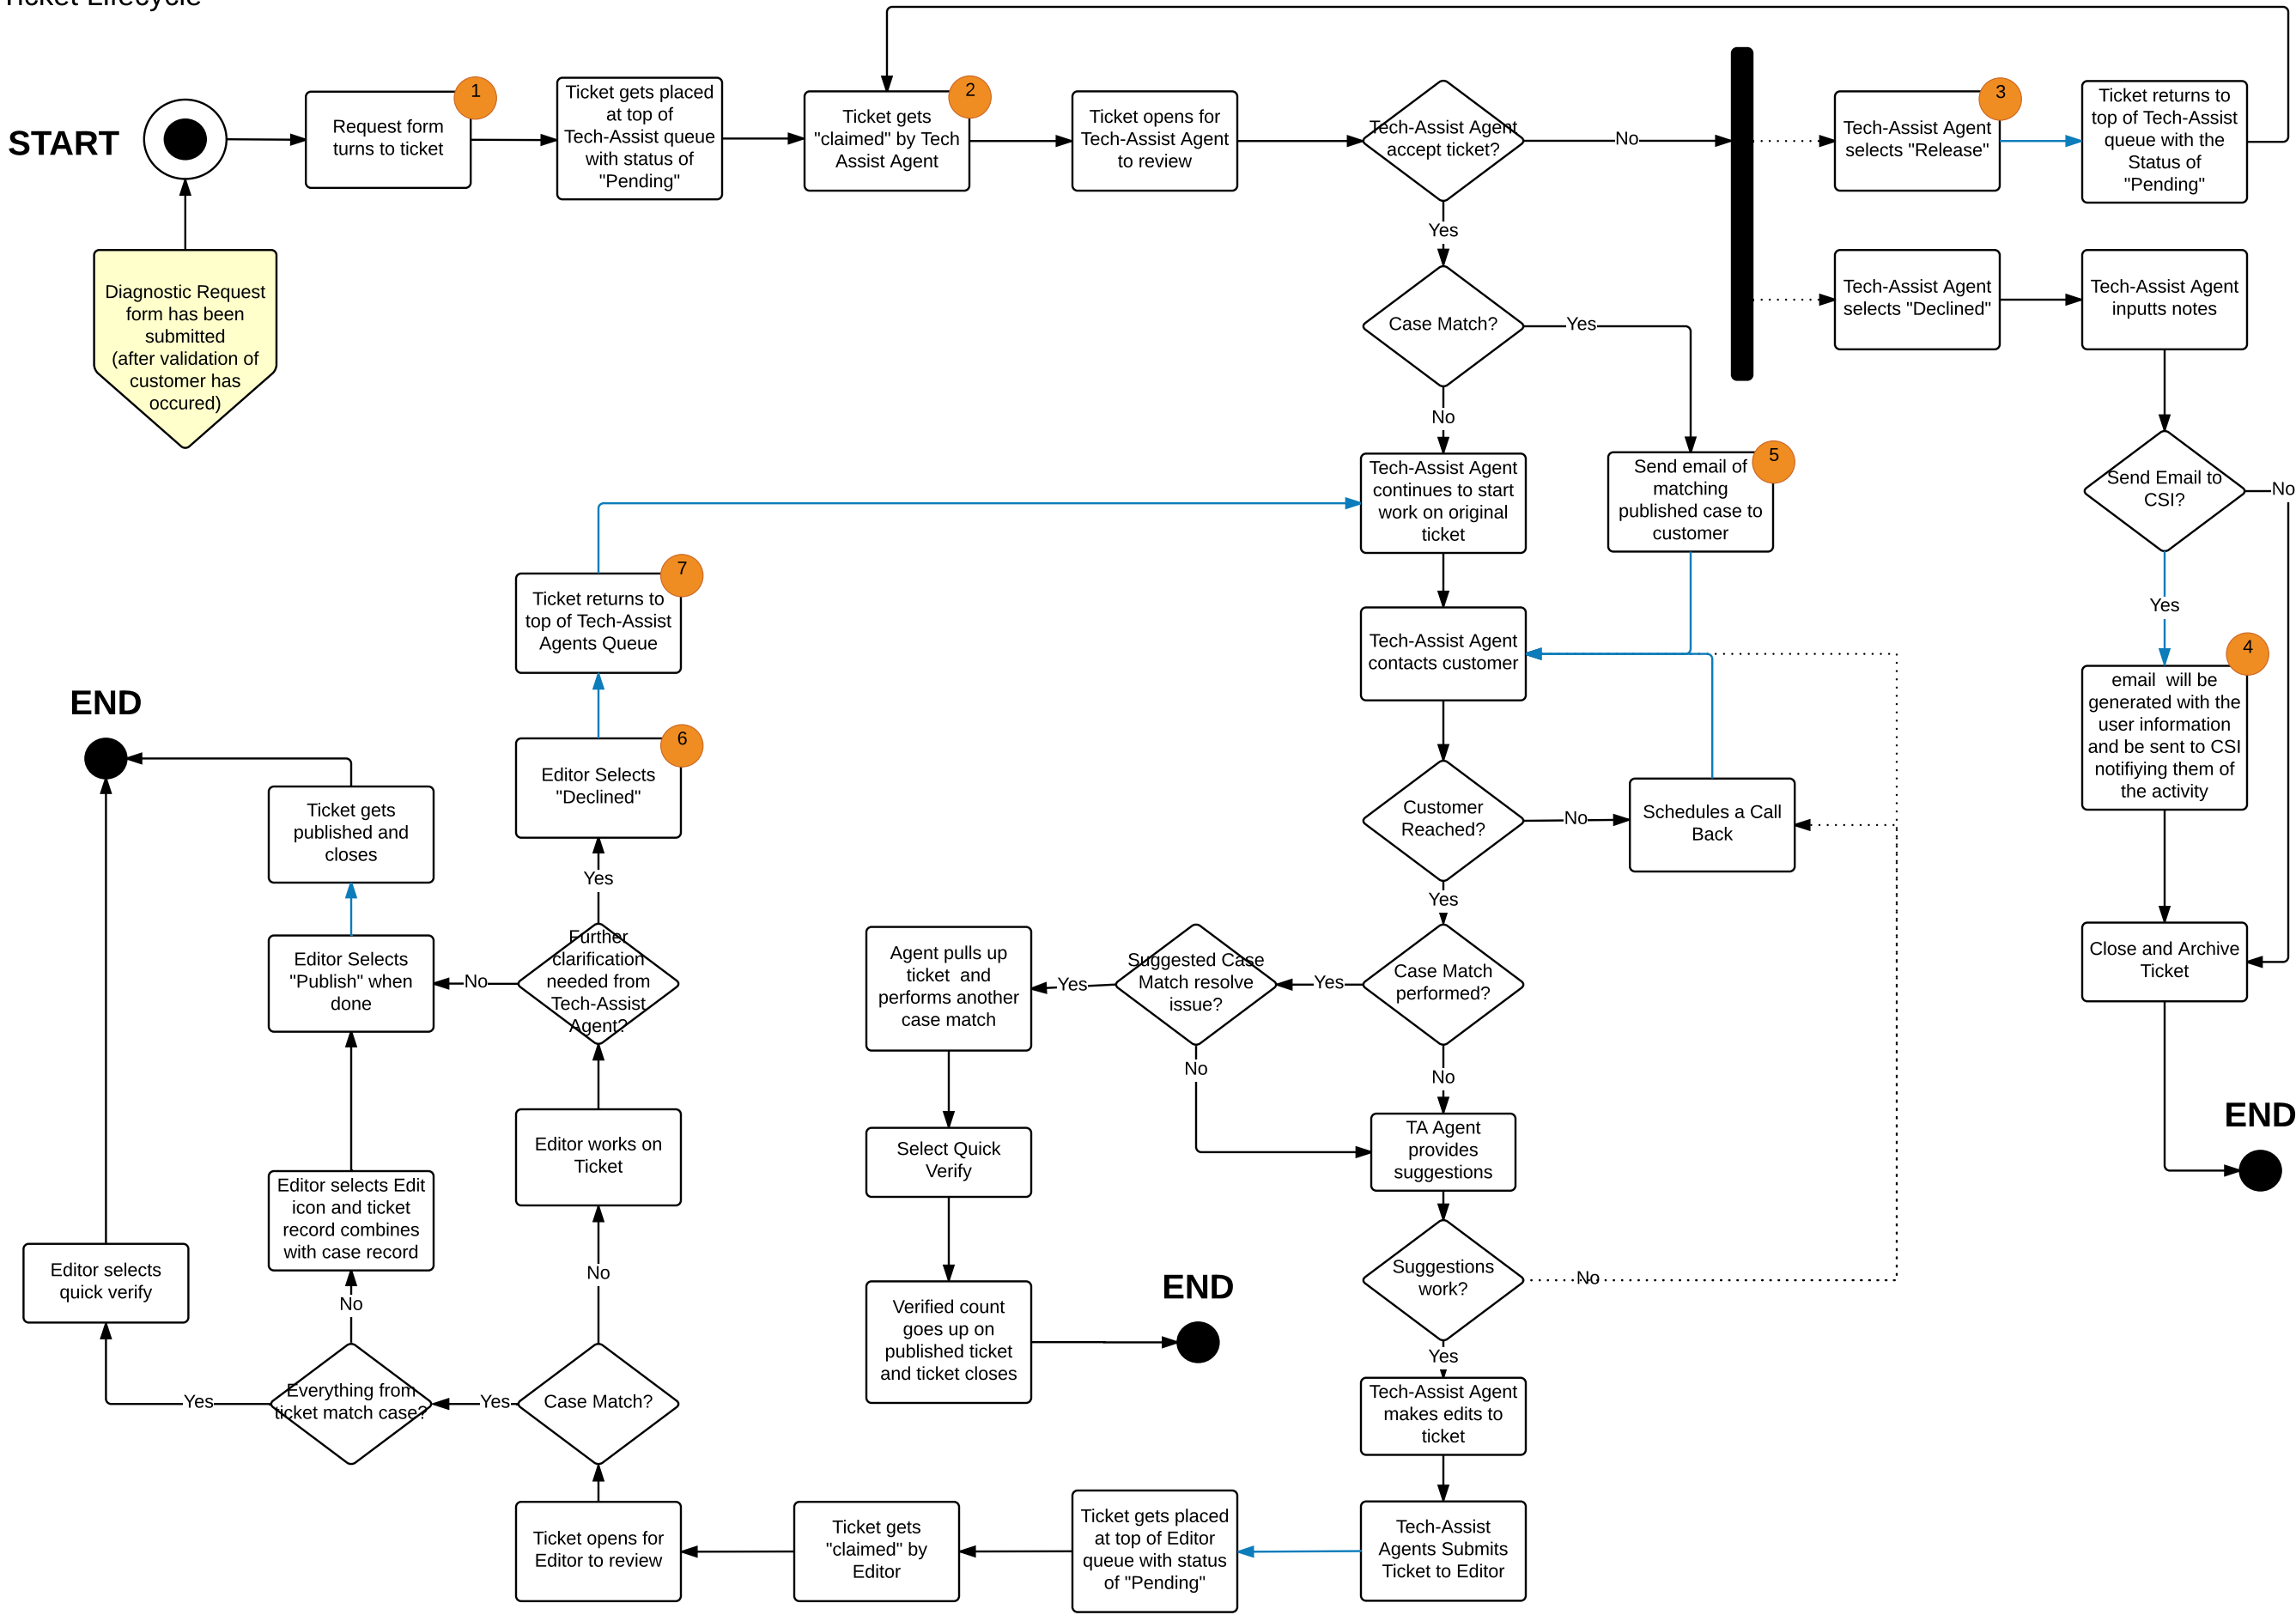 Ticket Lifecycle
START
Request form
turns to ticket
1
Ticket gets placed
at top of
Tech-Assist queue
with status of
"Pending"
Ticket gets
"claimed" by Tech
Assist Agent
2
Ticket opens for
Tech-Assist Agent
to review
Tech-Assist Agent
accept ticket?
No
Yes
Tech-Assist Agent
selects "Release"
3
Ticket returns to
top of Tech-Assist
queue with the
Status of
"Pending"
Diagnostic Request
form has been
submitted
(after validation of
customer has
occured)
Case Match?
Yes
No
Tech-Assist Agent
selects "Declined"
Tech-Assist Agent
inputts notes
Tech-Assist Agent
continues to start
work on original
ticket
Send email of
matching
published case to
customer
5
Send Email to
CSI?
No
Yes
Ticket returns to
top of Tech-Assist
Agents Queue
7
Tech-Assist Agent
contacts customer
email  will be
generated with the
user information
and be sent to CSI
notifiying them of
the activity
4
END
Editor Selects
"Declined"
6
Ticket gets
published and
closes
Yes
Customer
Reached?
No
Yes
Schedules a Call
Back
Editor Selects
"Publish" when
done
No
Further
clarification
needed from
Tech-Assist
Agent?
Agent pulls up
ticket  and
performs another
case match
Yes
Suggested Case
Match resolve
issue?
No
Yes
Case Match
performed?
No
Close and Archive
Ticket
Editor works on
Ticket
Select Quick
Verify
TA Agent
provides
suggestions
END
Editor selects Edit
icon and ticket
record combines
with case record
Editor selects
quick verify
No
No
Verified count
goes up on
published ticket
and ticket closes
END
Suggestions
work?
No
Yes
Yes
Everything from
ticket match case?
Yes
Case Match?
Tech-Assist Agent
makes edits to
ticket
Ticket opens for
Editor to review
Ticket gets
"claimed" by
Editor
Ticket gets placed
at top of Editor
queue with status
of "Pending"
Tech-Assist
Agents Submits
Ticket to Editor